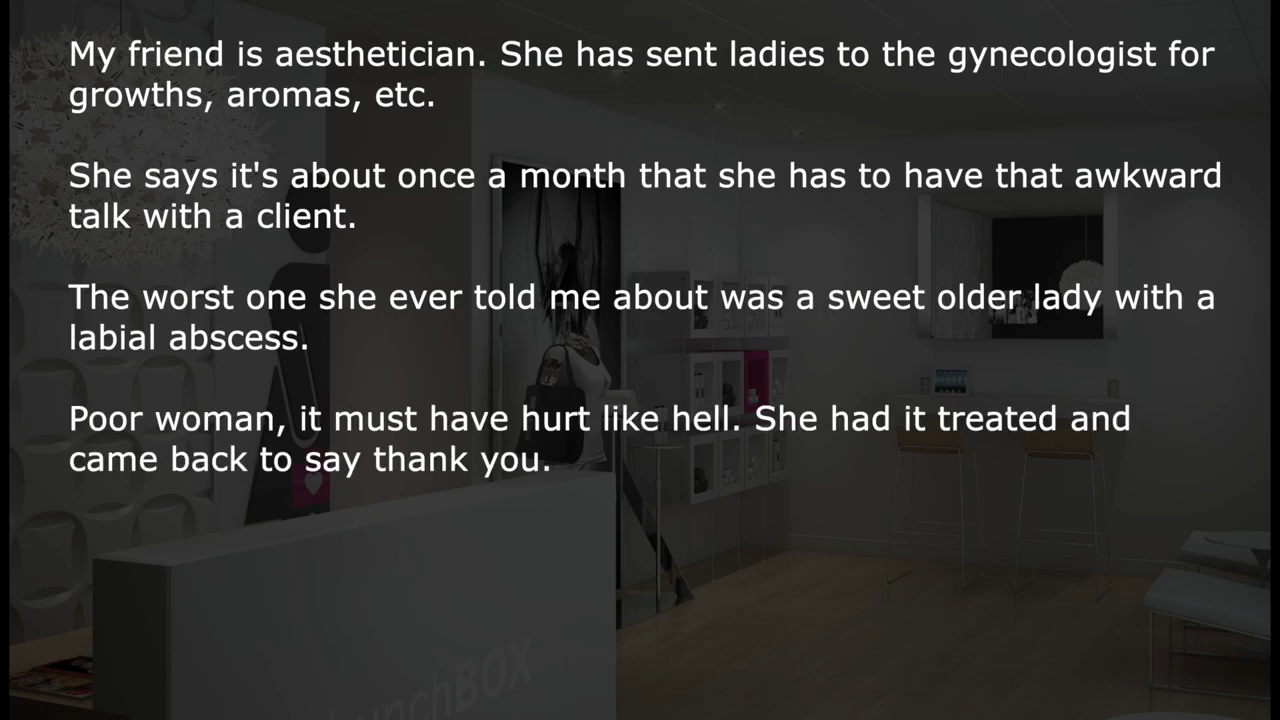 My friend is aesthetician. She has sent ladies to the gynecologist for
growths, aromas, etc.
She says it's about once a month that she has to have that awkward
talk with a client.
The worst one she ever told me about was a sweet older lady with a
labial abscess.
Poor woman, it must have hurt like hell. She had it treated and
came back to say thank you.